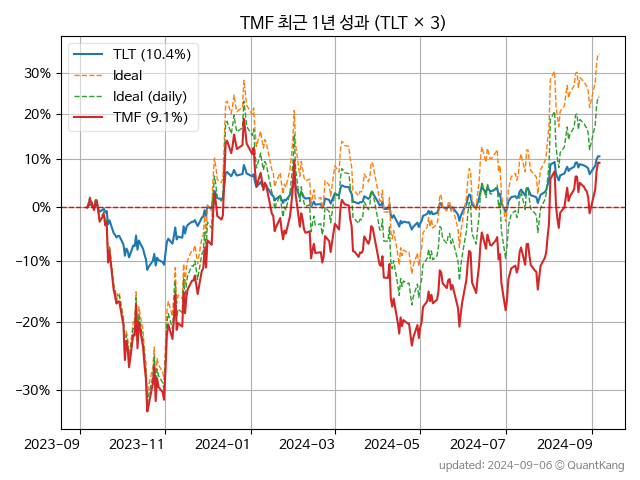 TMF 최근 1년 성과 (TLT × 3)
TLT (10.4%)
Ideal
Ideal (daily)
TMF (9.1%)
30%
20%
10%
0%
−10%
−20%
−30%
2023-09 2023-11 2024-01 2024-03 2024-05 2024-07 2024-09
updated: 2024-09-06 © QuantKang